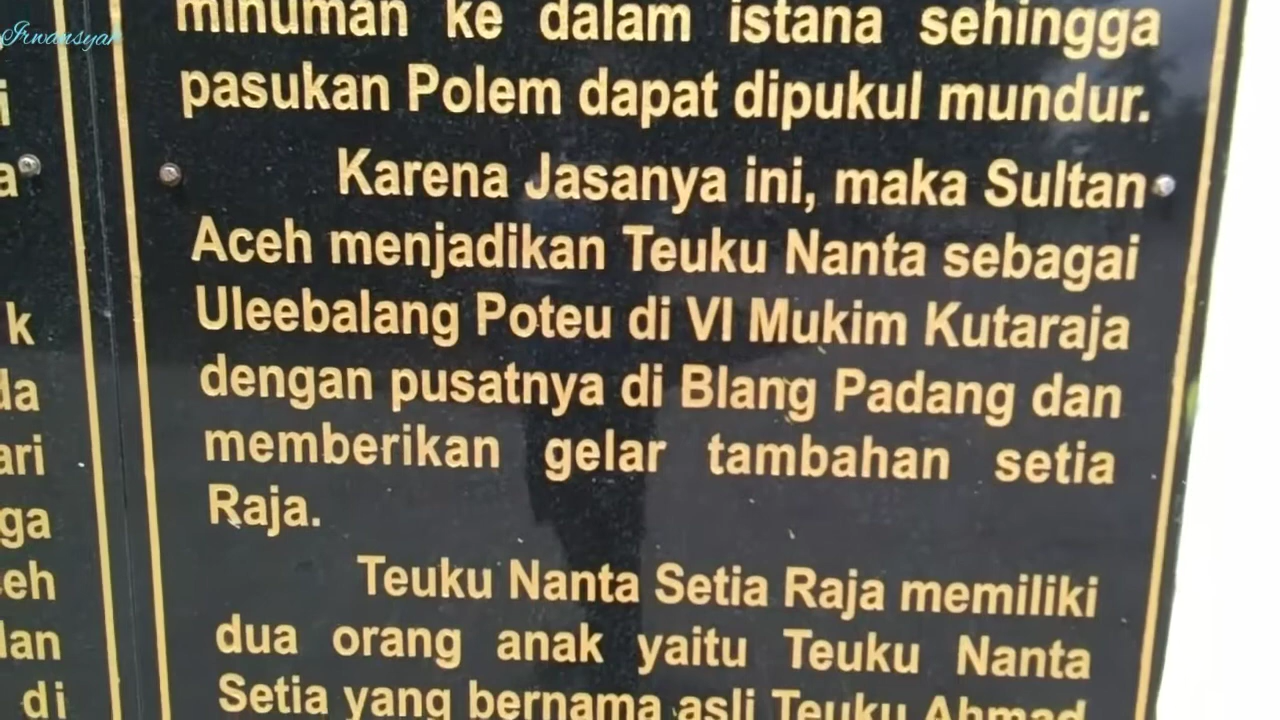 Irwansyah
minuman ke dalam istana sehingga
pasukan Polem dapat dipukul mundur.
Karena Jasanya ini, maka Sultan
Aceh menjadikan Teuku Nanta sebagai
Uleebalang Poteu di VI Mukim Kutaraja
dengan pusatnya di Blang Padang dan
memberikan gelar tambahan setia
Raja.
Teuku Nanta Setia Raja memiliki
dua orang anak yaitu Teuku Nanta
Setia yang bernama asli Teuku Ahmad